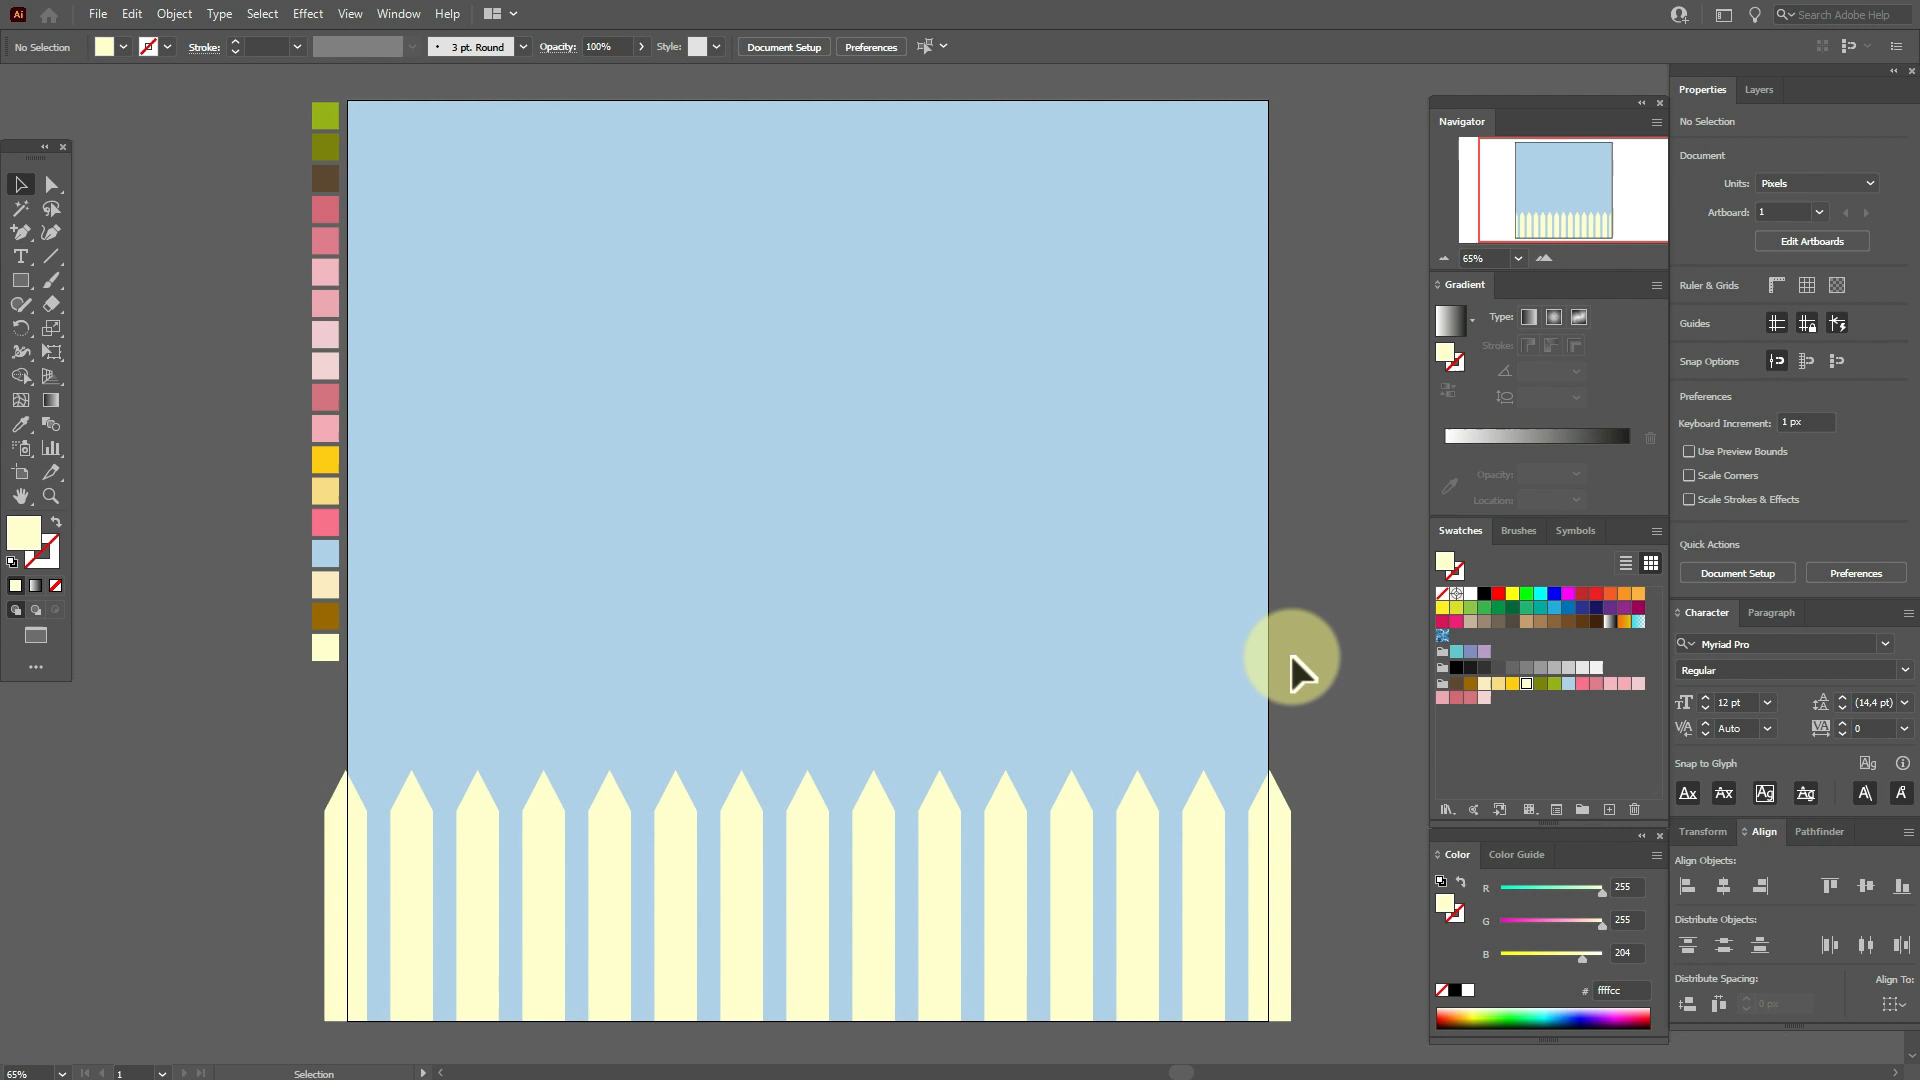 Ai File Edit Object Type Select Effect View Window Help Search Adobe Help
No Selection Stroke: 3 pt. Round Opacity: 100% Style: Document Setup Preferences
Properties Layers
No Selection
Document
Units: Pixels
Artboard: 1
Edit Artboards
Ruler & Grids
Guides
Snap Options
Preferences
Keyboard Increment: 1 px
Use Preview Bounds
Scale Corners
Scale Strokes & Effects
Quick Actions
Document Setup Preferences
Character Paragraph
Myriad Pro
Regular
12 pt (14,4 pt)
Auto 0
Snap to Glyph
Transform Align Pathfinder
Align Objects:
Distribute Objects:
Distribute Spacing: Align To:
0 px
Navigator
65%
Gradient
Type:
Stroke:
Opacity:
Location:
Swatches Brushes Symbols
Color Color Guide
R 255
G 255
B 204
# ffffcc
65% 1 Selection